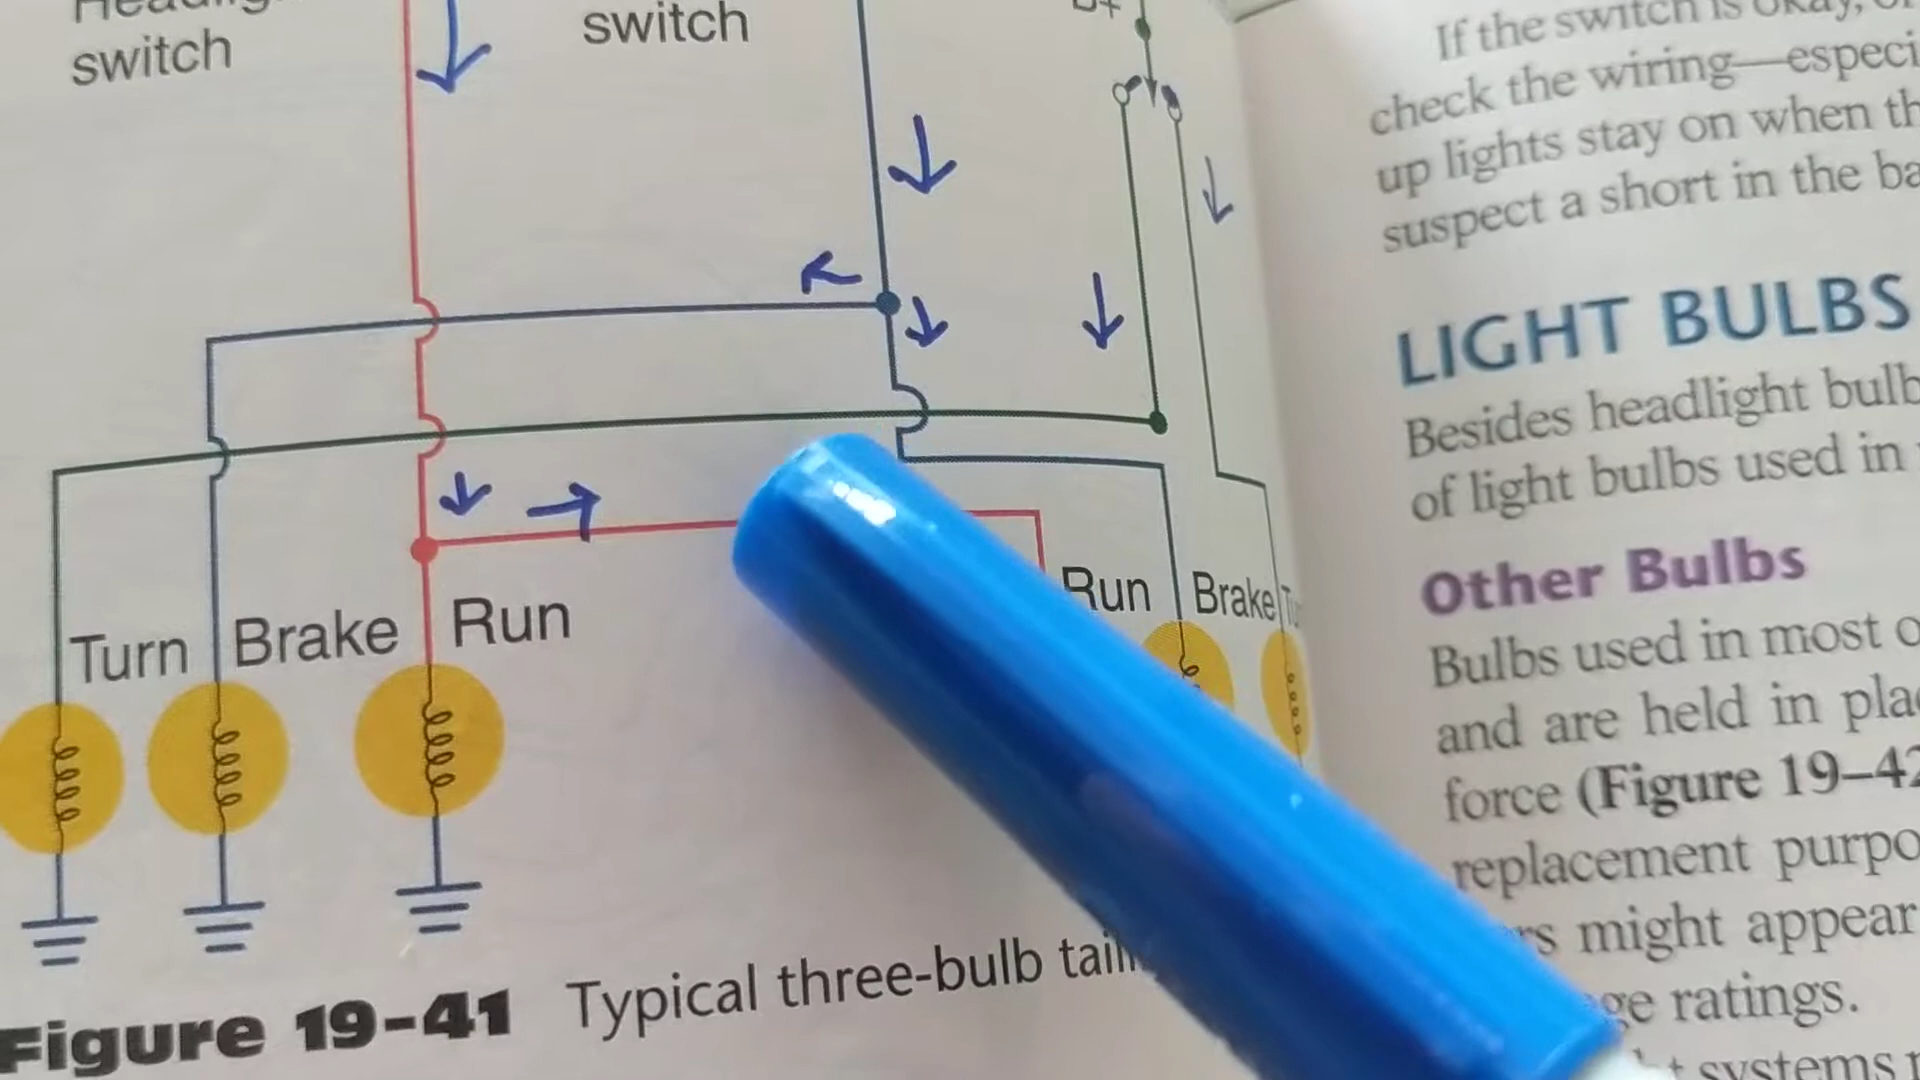 switch
switch
Run
Brake
Turn
Brake
Run
Figure 19-41 Typical three-bulb
If the switch is okay,
check the wiring—especi
up lights stay on when th
suspect a short in the ba
LIGHT BULBS
Besides headlight bulb
of light bulbs used in
Other Bulbs
Bulbs used in most o
and are held in plac
force (Figure 19–42
replacement purpo
might appear
ratings.
systems